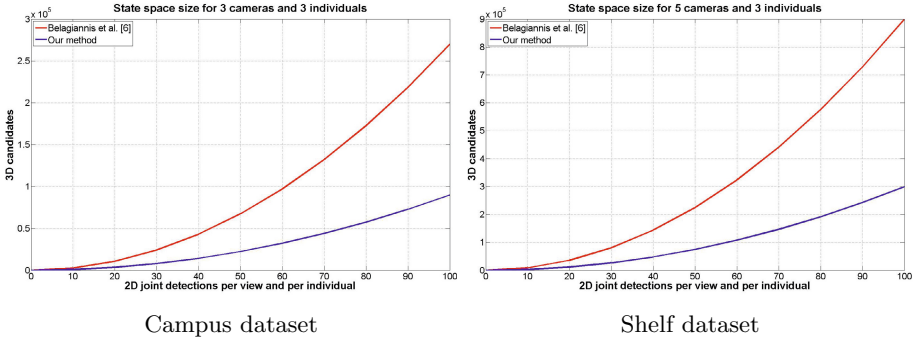 State space size for 3 cameras and 3 individuals
3 x 10^5
Belagiannis et al. [6]
Our method
2.5
2
1.5
1
0.5
0
3D candidates
0 10 20 30 40 50 60 70 80 90 100
2D joint detections per view and per individual
Campus dataset
State space size for 5 cameras and 3 individuals
9 x 10^5
Belagiannis et al. [6]
Our method
8
7
6
5
4
3
2
1
0
3D candidates
0 10 20 30 40 50 60 70 80 90 100
2D joint detections per view and per individual
Shelf dataset